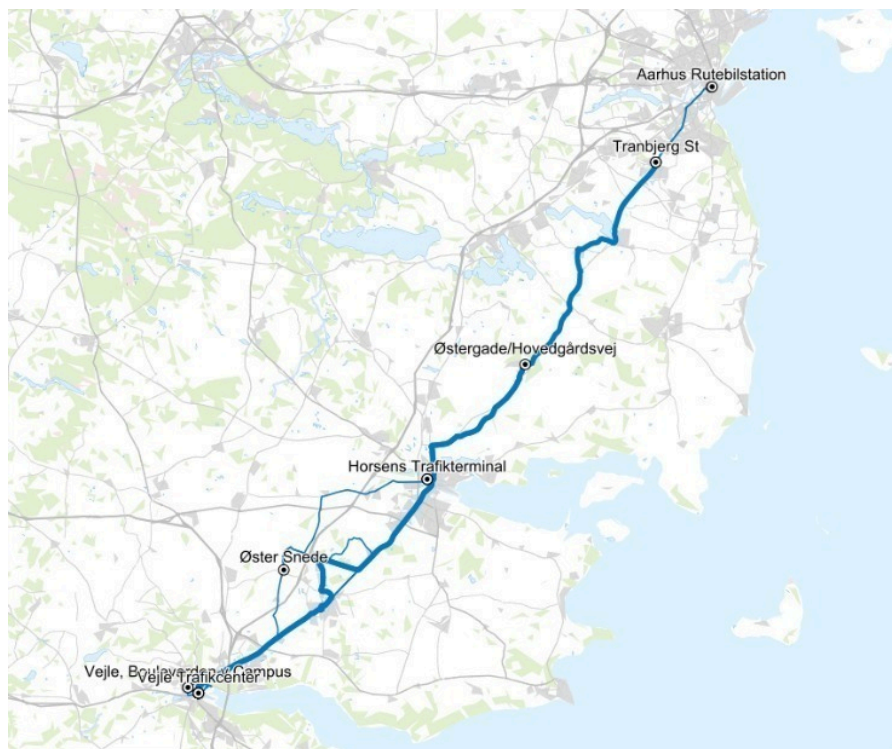 Aarhus Rutebilstation
Tranbjerg St
Østergade/Hovedgårdsvej
Horsens Trafikterminal
Øster Snede
Vejle, Boulevarden v Campus
Vejle Trafikcenter